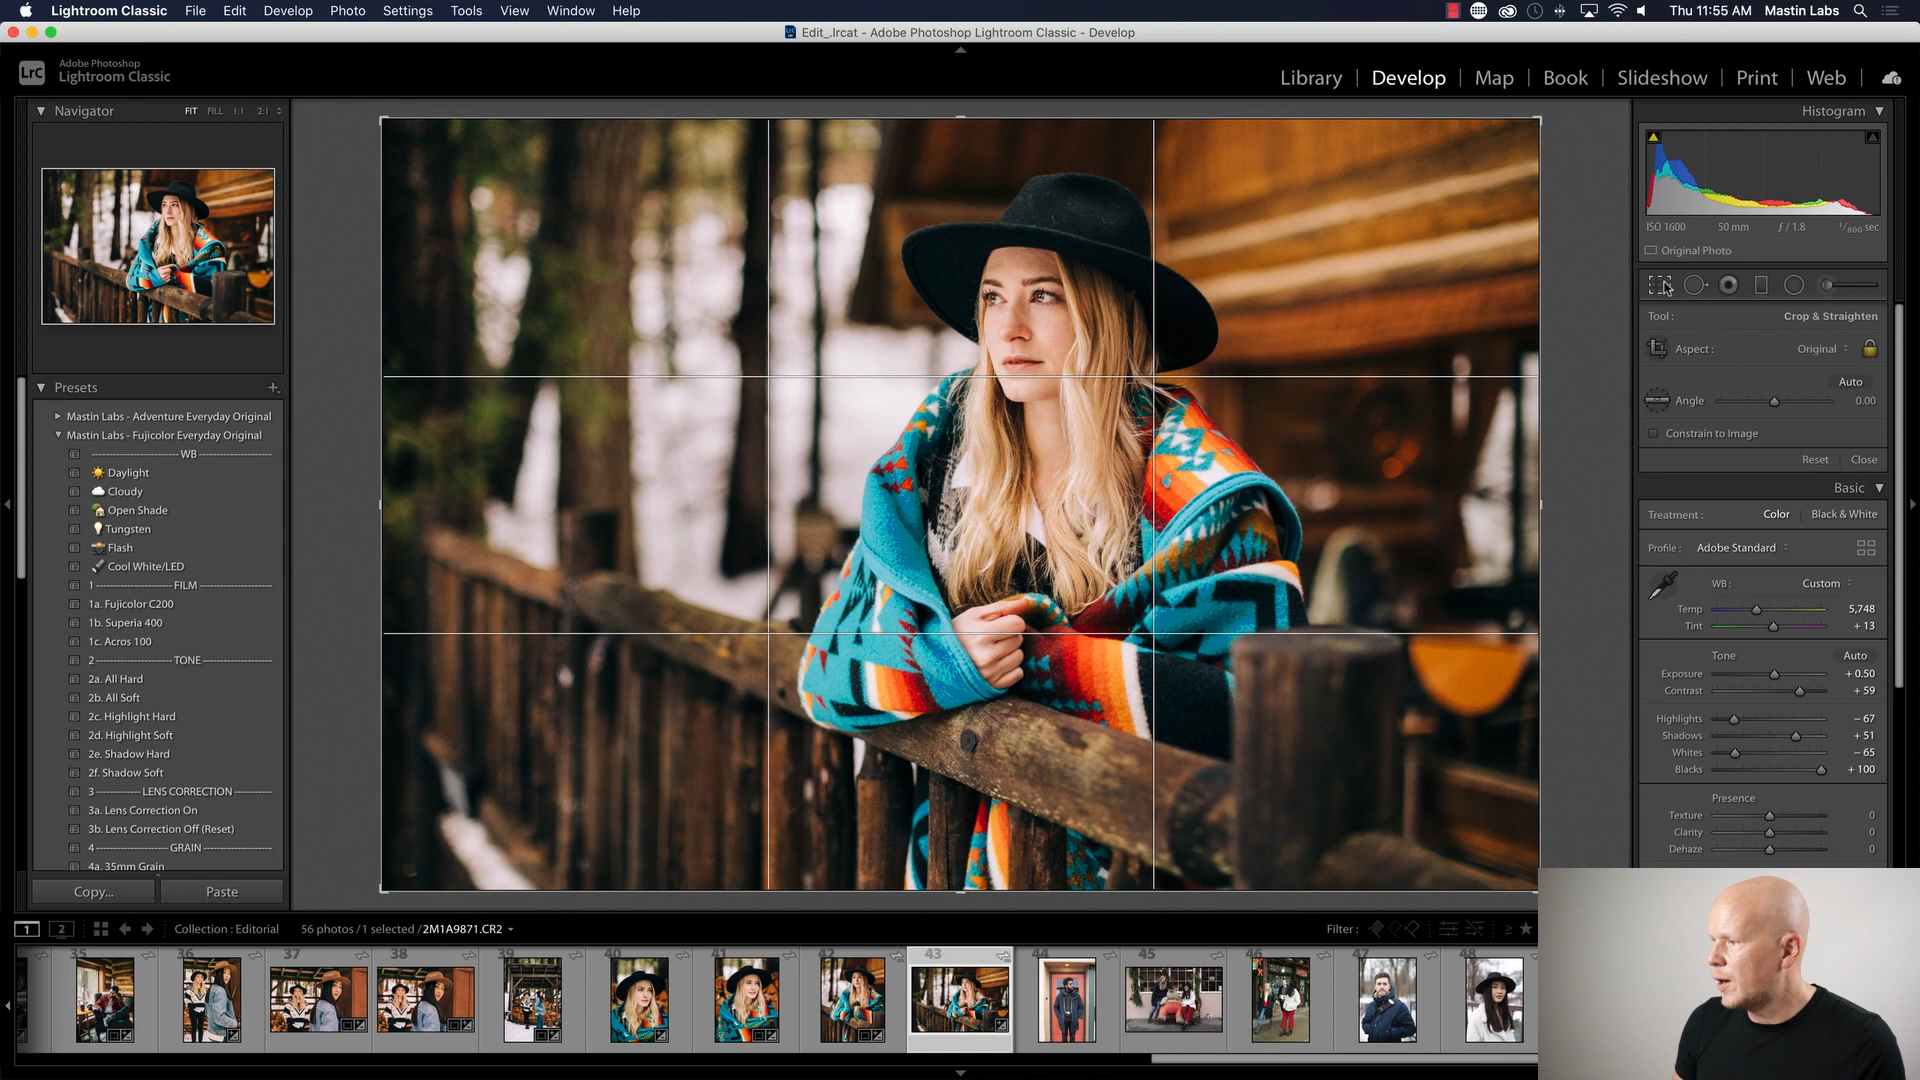 Lightroom Classic File Edit Develop Photo Settings Tools View Window Help Thu 11:55 AM Mastin Labs
Edit_.lrcat - Adobe Photoshop Lightroom Classic - Develop
LrC
Adobe Photoshop
Lightroom Classic
Library | Develop | Map | Book | Slideshow | Print | Web
Navigator FIT FILL 1:1 2:1
Presets +
Mastin Labs - Adventure Everyday Original
Mastin Labs - Fujicolor Everyday Original
WB
Daylight
Cloudy
Open Shade
Tungsten
Flash
Cool White/LED
1 FILM
1a. Fujicolor C200
1b. Superia 400
1c. Acros 100
2 TONE
2a. All Hard
2b. All Soft
2c. Highlight Hard
2d. Highlight Soft
2e. Shadow Hard
2f. Shadow Soft
3 LENS CORRECTION
3a. Lens Correction On
3b. Lens Correction Off (Reset)
4 GRAIN
4a. 35mm Grain
Copy... Paste
Histogram
ISO 1600 50 mm ƒ / 1.8 1/800 sec
Original Photo
Tool : Crop & Straighten
Aspect : Original
Auto
Angle 0.00
Constrain to Image
Reset Close
Basic
Treatment : Color Black & White
Profile : Adobe Standard
WB : Custom
Temp 5,748
Tint + 13
Tone Auto
Exposure + 0.50
Contrast + 59
Highlights − 67
Shadows + 51
Whites − 65
Blacks + 100
Presence
Texture 0
Clarity 0
Dehaze 0
1 2 Collection : Editorial 56 photos / 1 selected / 2M1A9871.CR2 Filter : ≥ ★
35 36 37 38 39 40 41 42 43 44 45 46 47 48